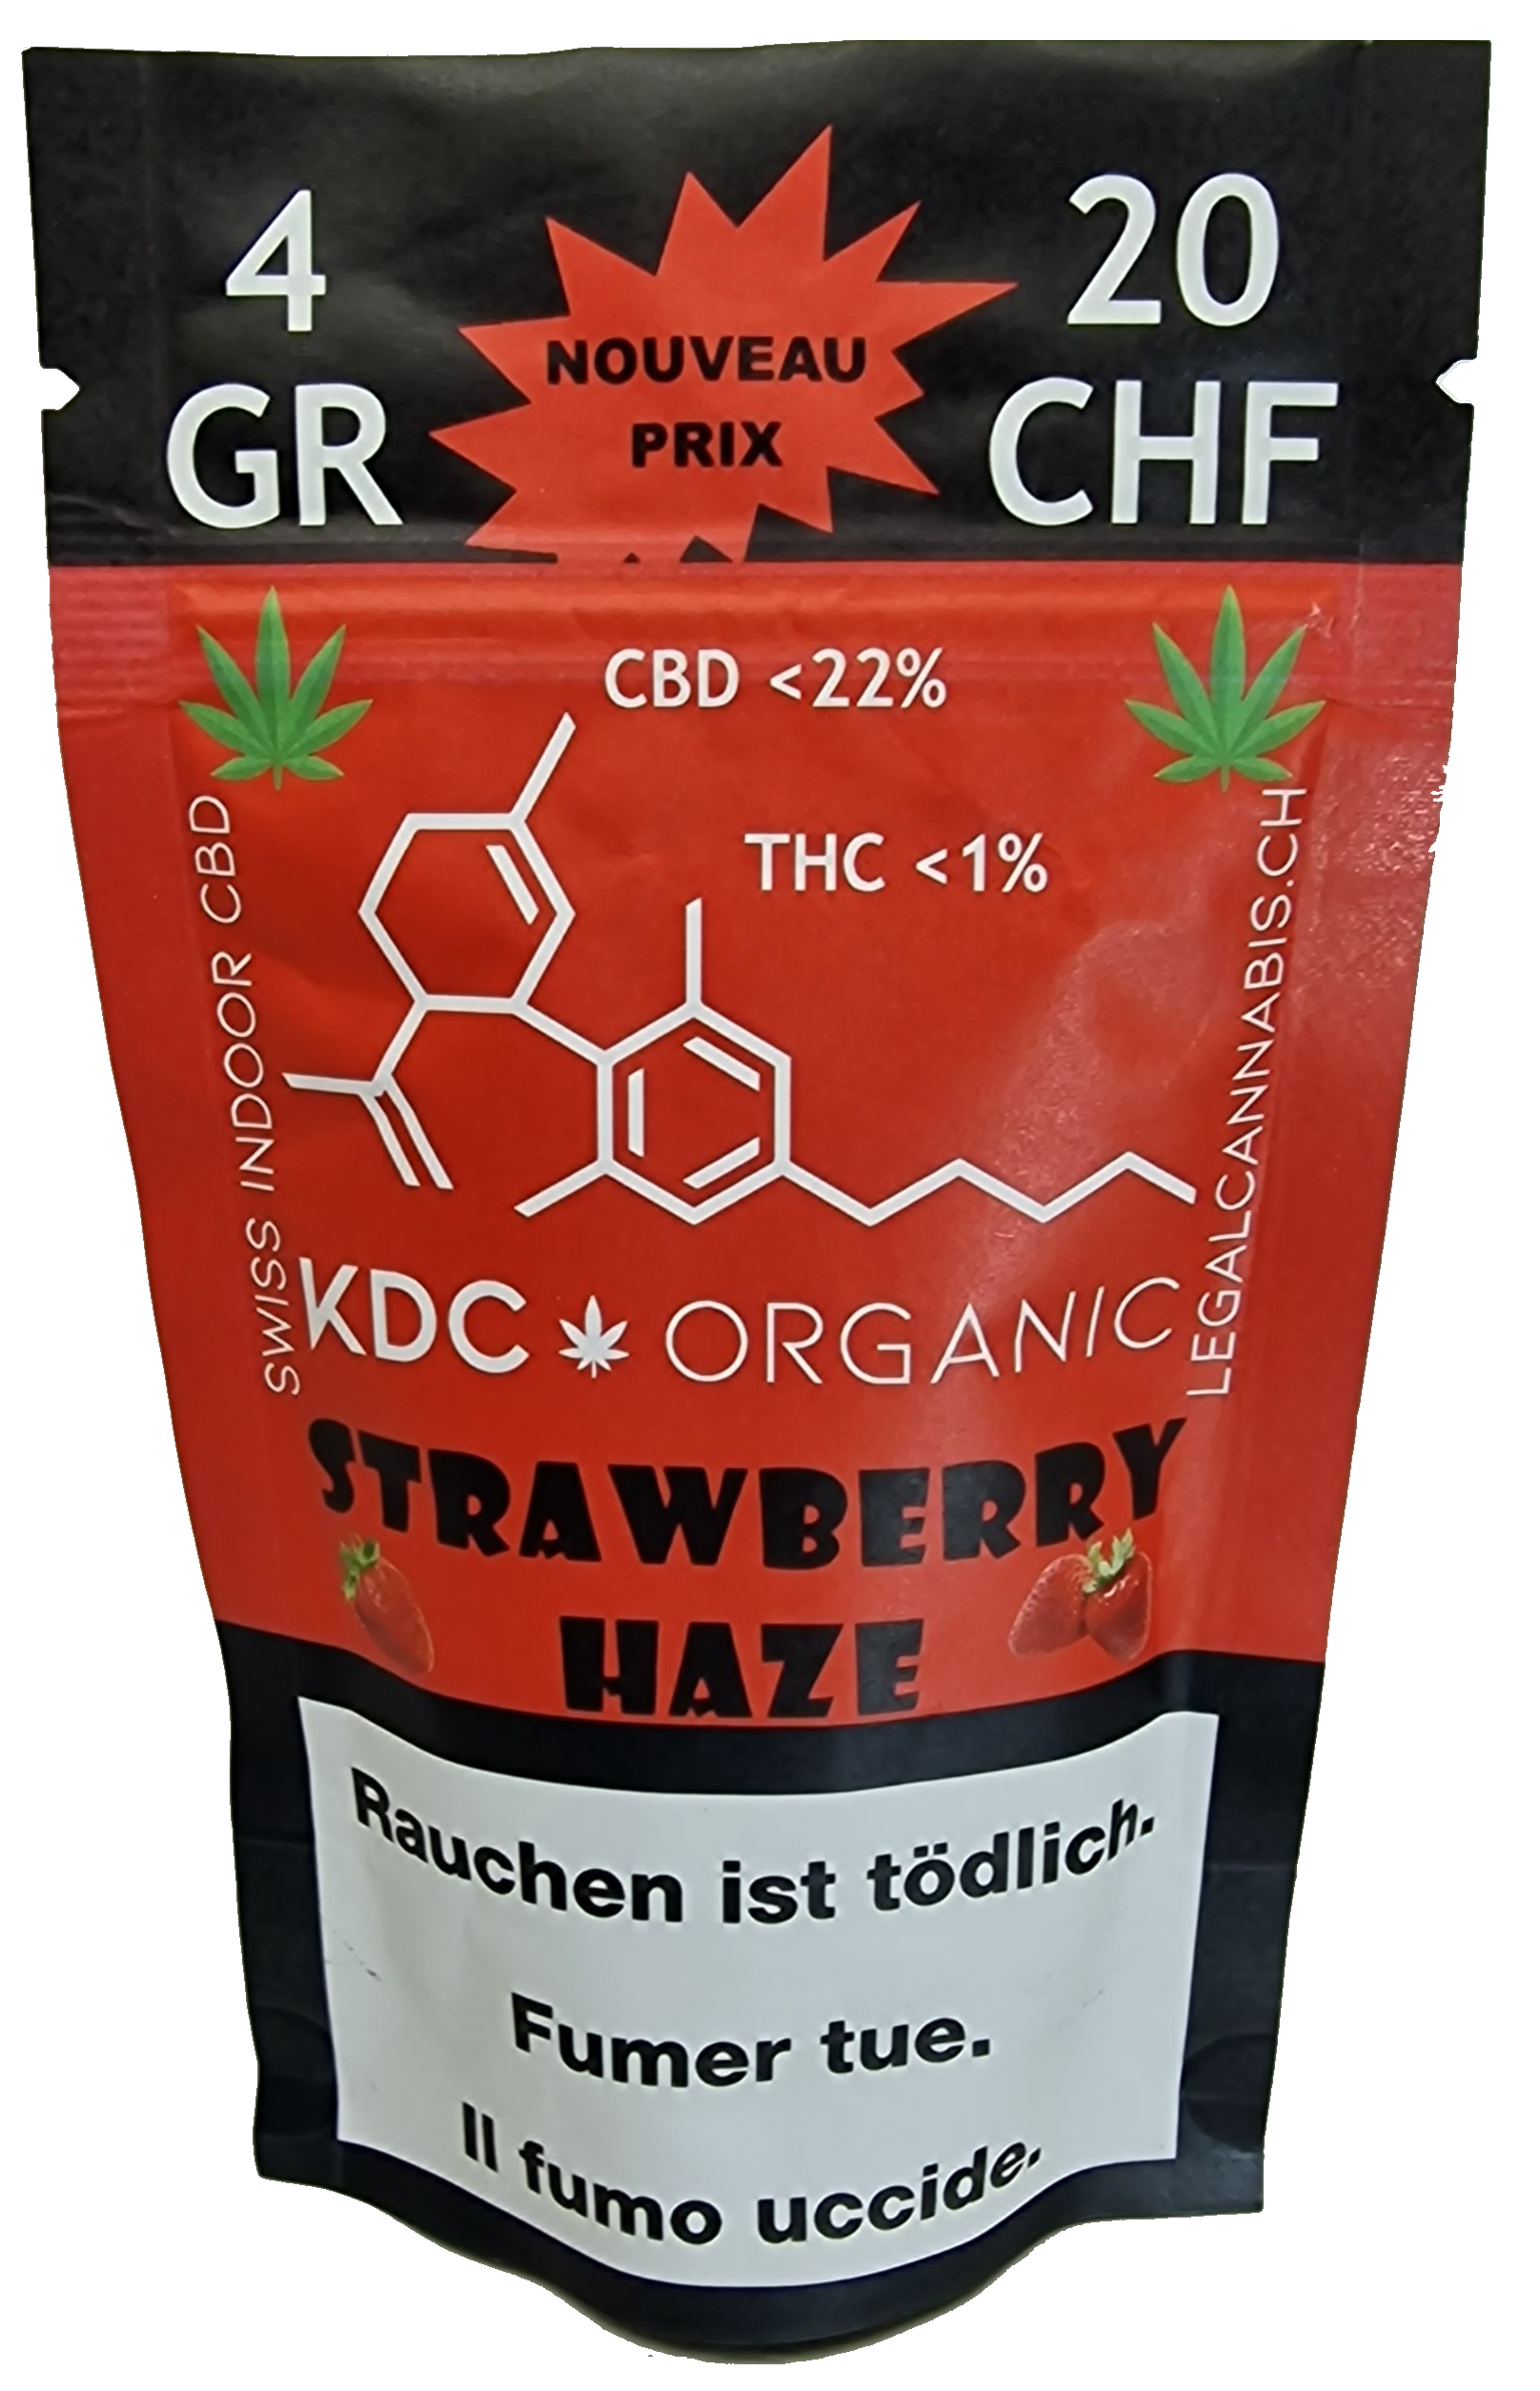 4
GR
NOUVEAU
PRIX
20
CHF
CBD <22%
THC <1%
SWISS INDOOR CBD
LEGALCANNABIS.CH
KDC ORGANIC
STRAWBERRY
HAZE
Rauchen ist tödlich.
Fumer tue.
Il fumo uccide.